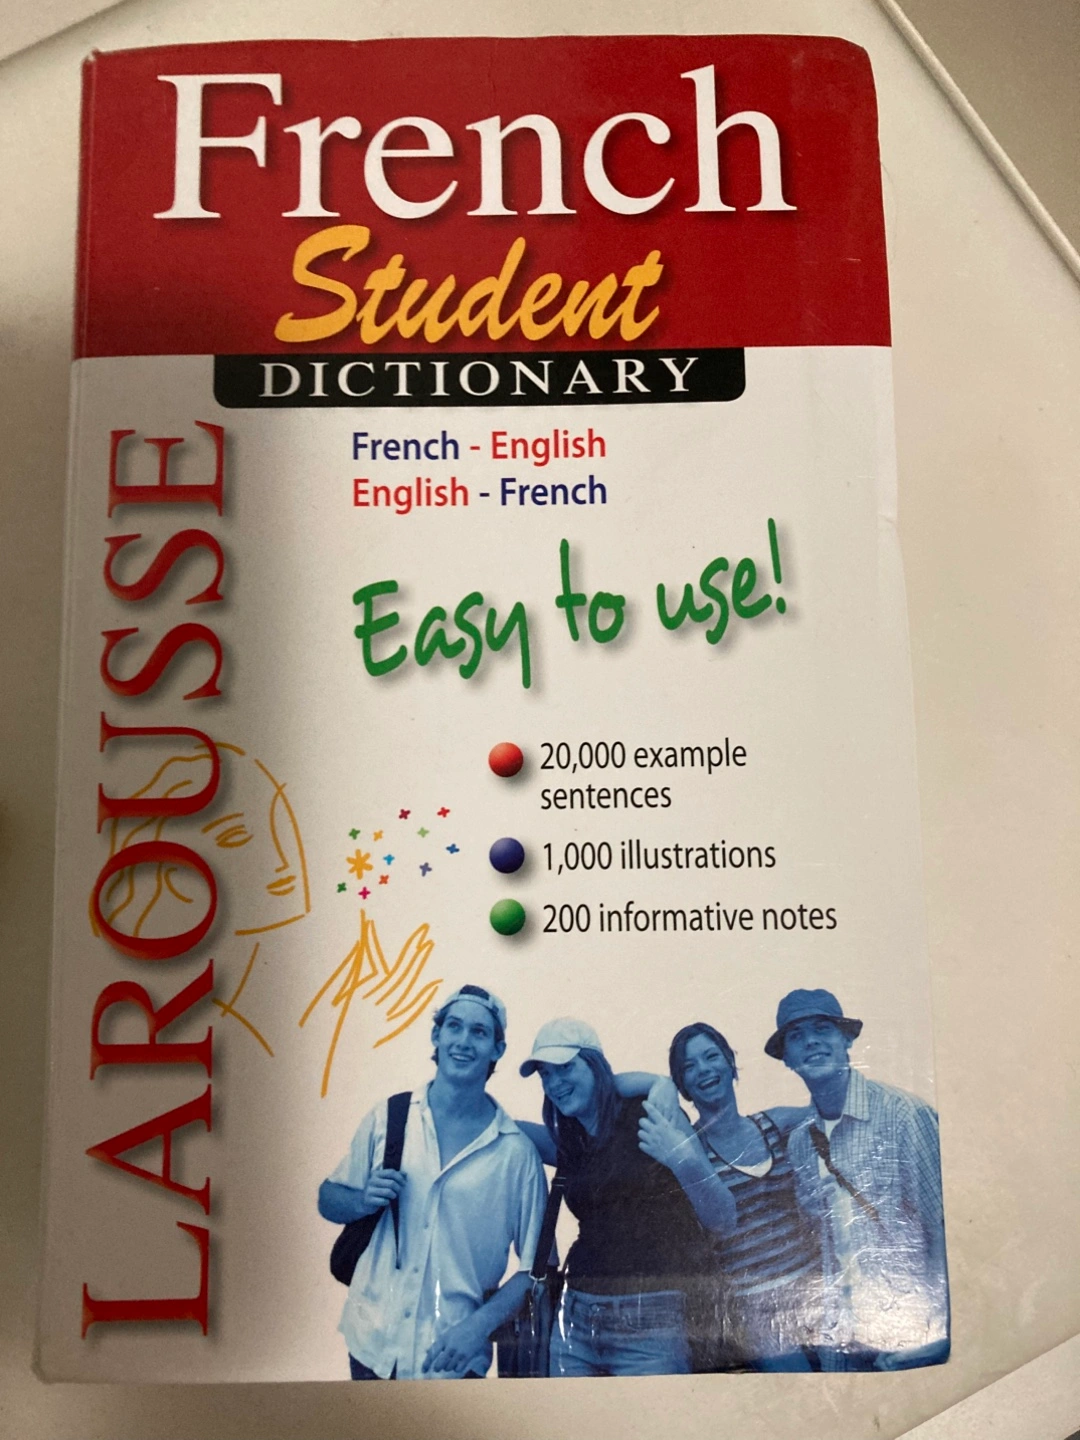 French
Student
DICTIONARY
French - English
English - French
Easy to use!
20,000 example
sentences
1,000 illustrations
200 informative notes
LAROUSSE